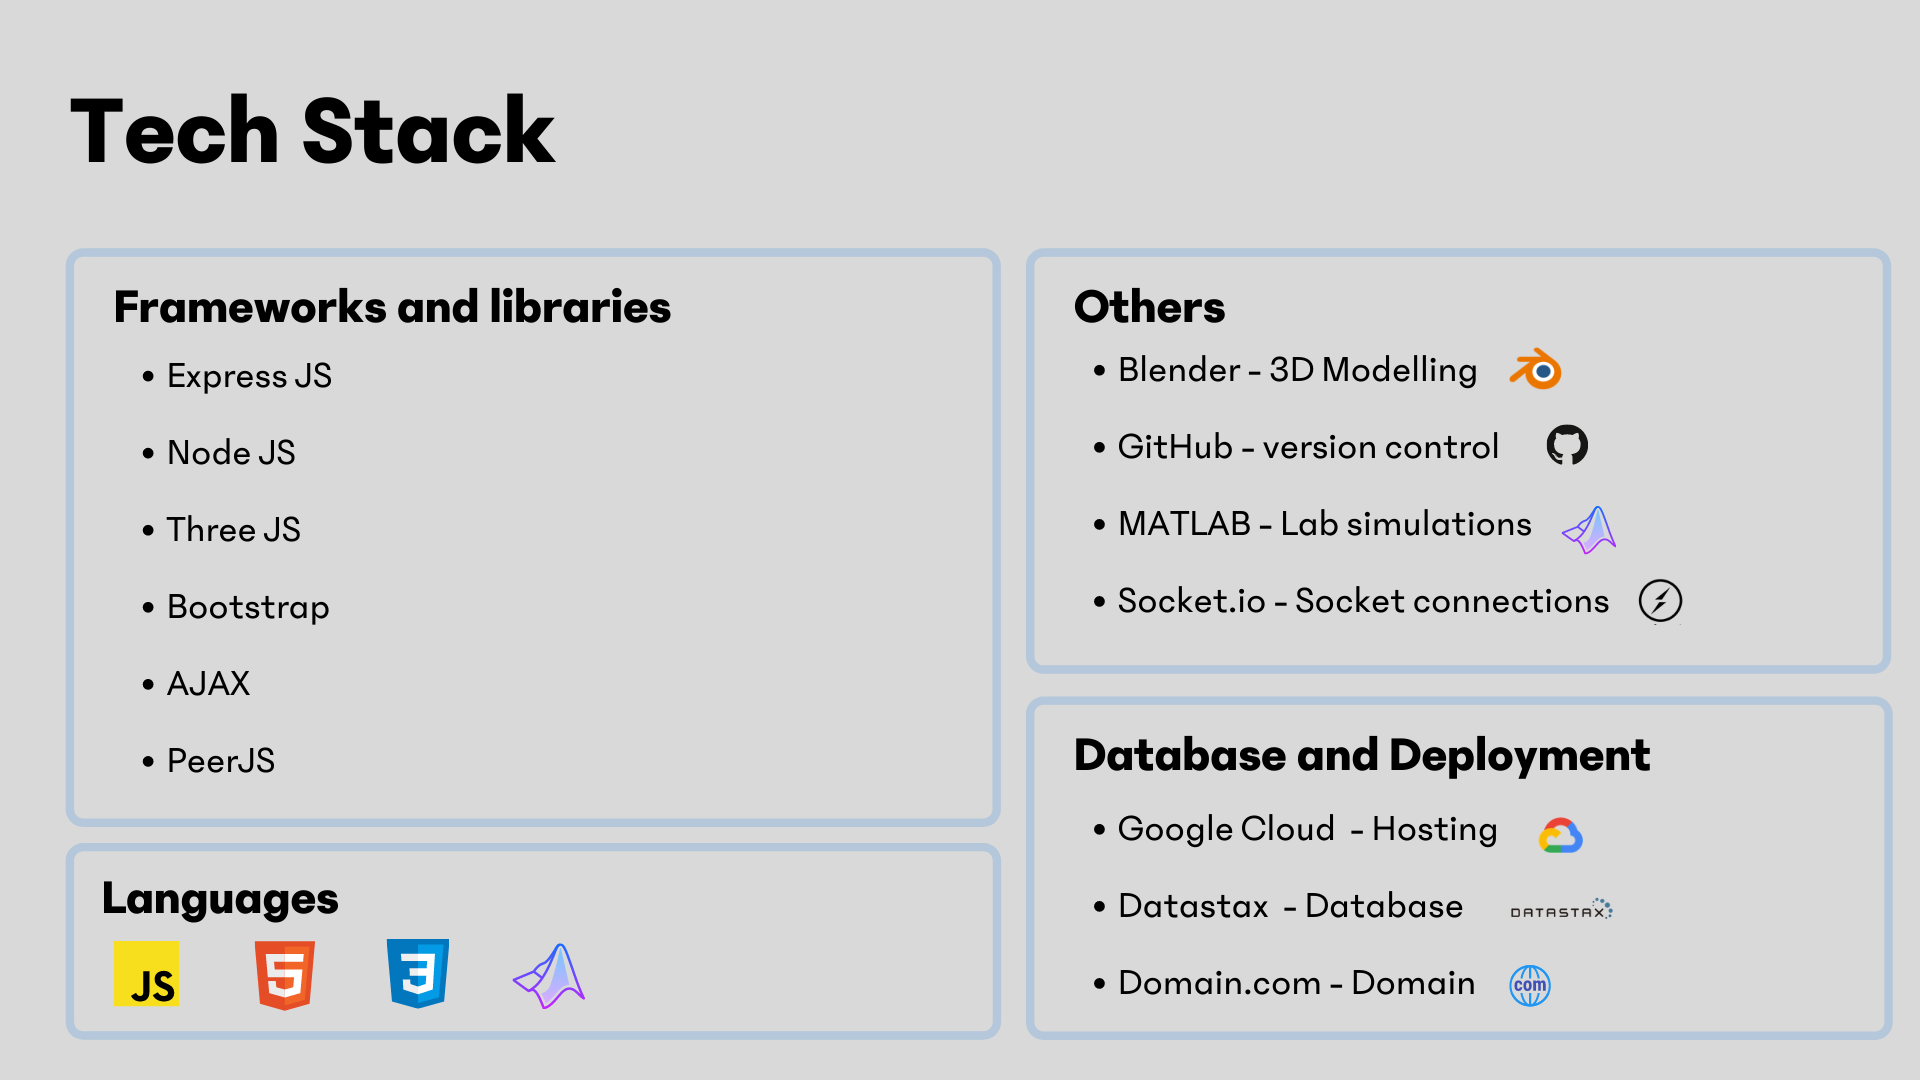 Tech Stack
Frameworks and libraries
• Express JS
• Node JS
• Three JS
• Bootstrap
• AJAX
• PeerJS
Languages
JS
5
3
Others
• Blender - 3D Modelling
• GitHub - version control
• MATLAB - Lab simulations
• Socket.io - Socket connections
Database and Deployment
• Google Cloud - Hosting
• Datastax - Database
DATASTAX
• Domain.com - Domain
com